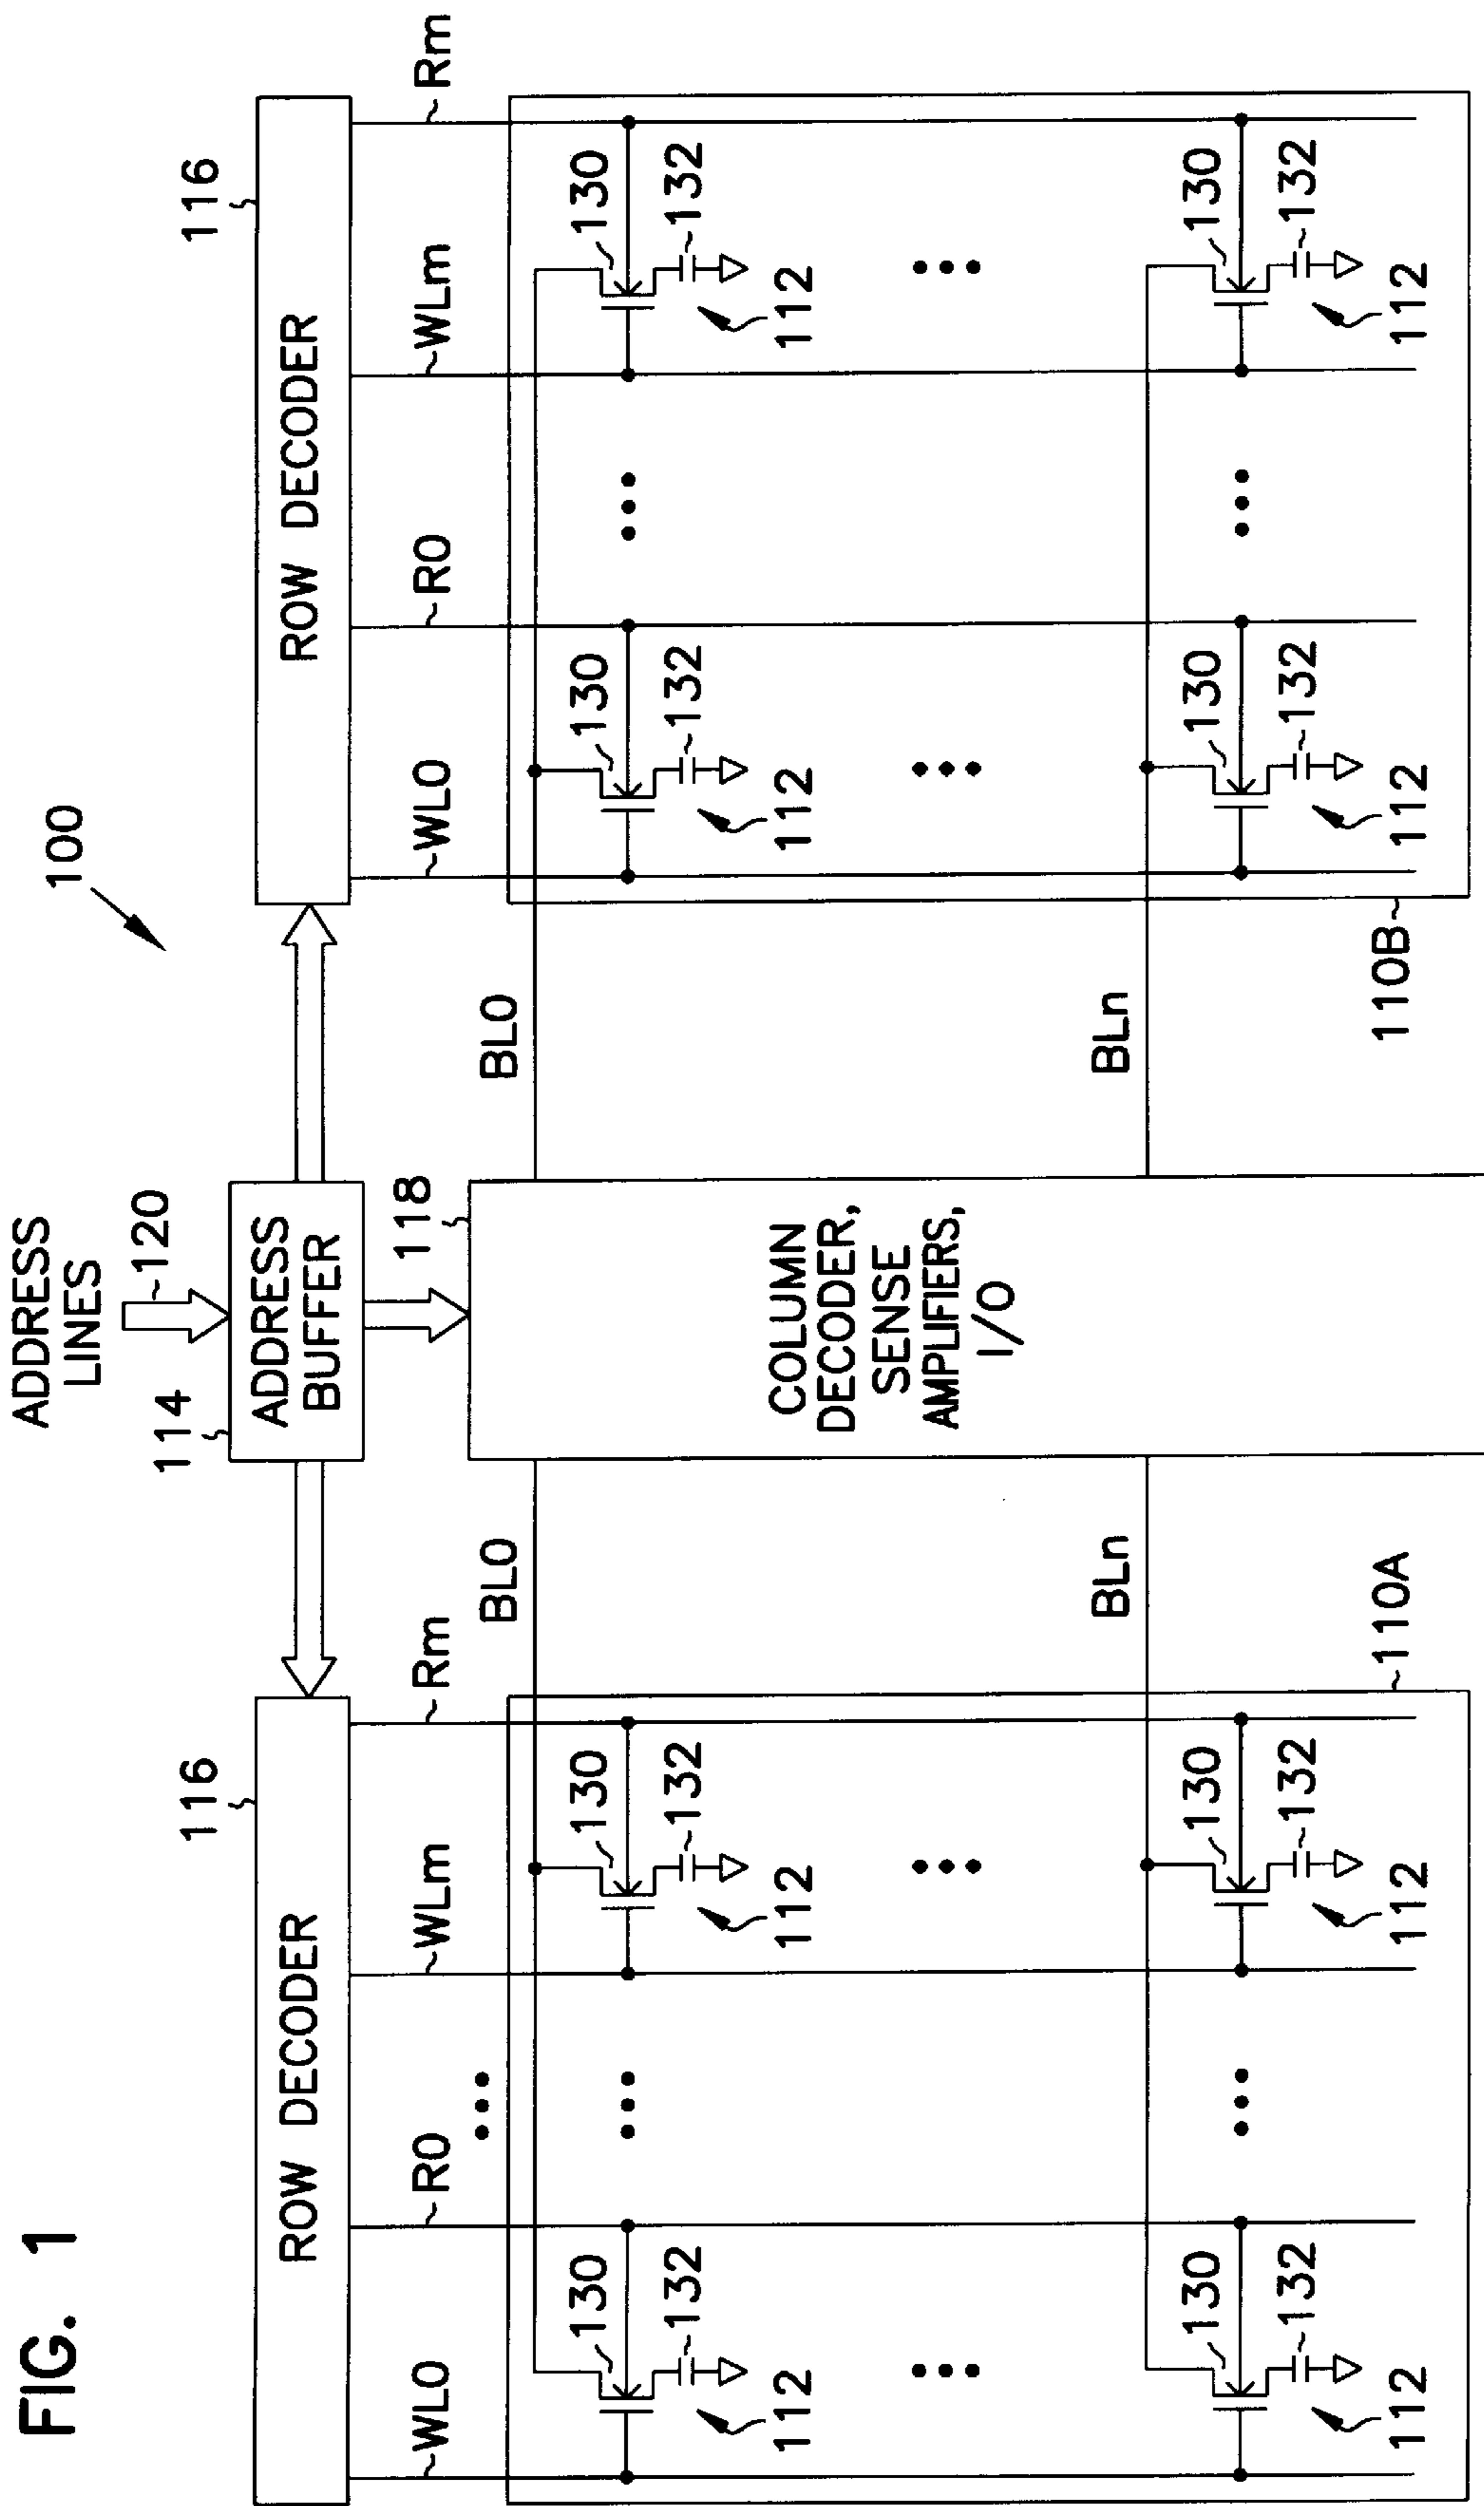 FIG. 1
ADDRESS
LINES
100
120
114
116
ADDRESS
BUFFER
116
ROW DECODER
ROW DECODER
118
WL0
R0
WLm
Rm
WL0
R0
WLm
Rm
BL0
BL0
130
130
130
130
132
132
132
132
112
112
112
112
COLUMN
DECODER,
SENSE
AMPLIFIERS,
I/O
BLn
BLn
130
130
130
130
132
132
132
132
112
112
112
112
110A
110B